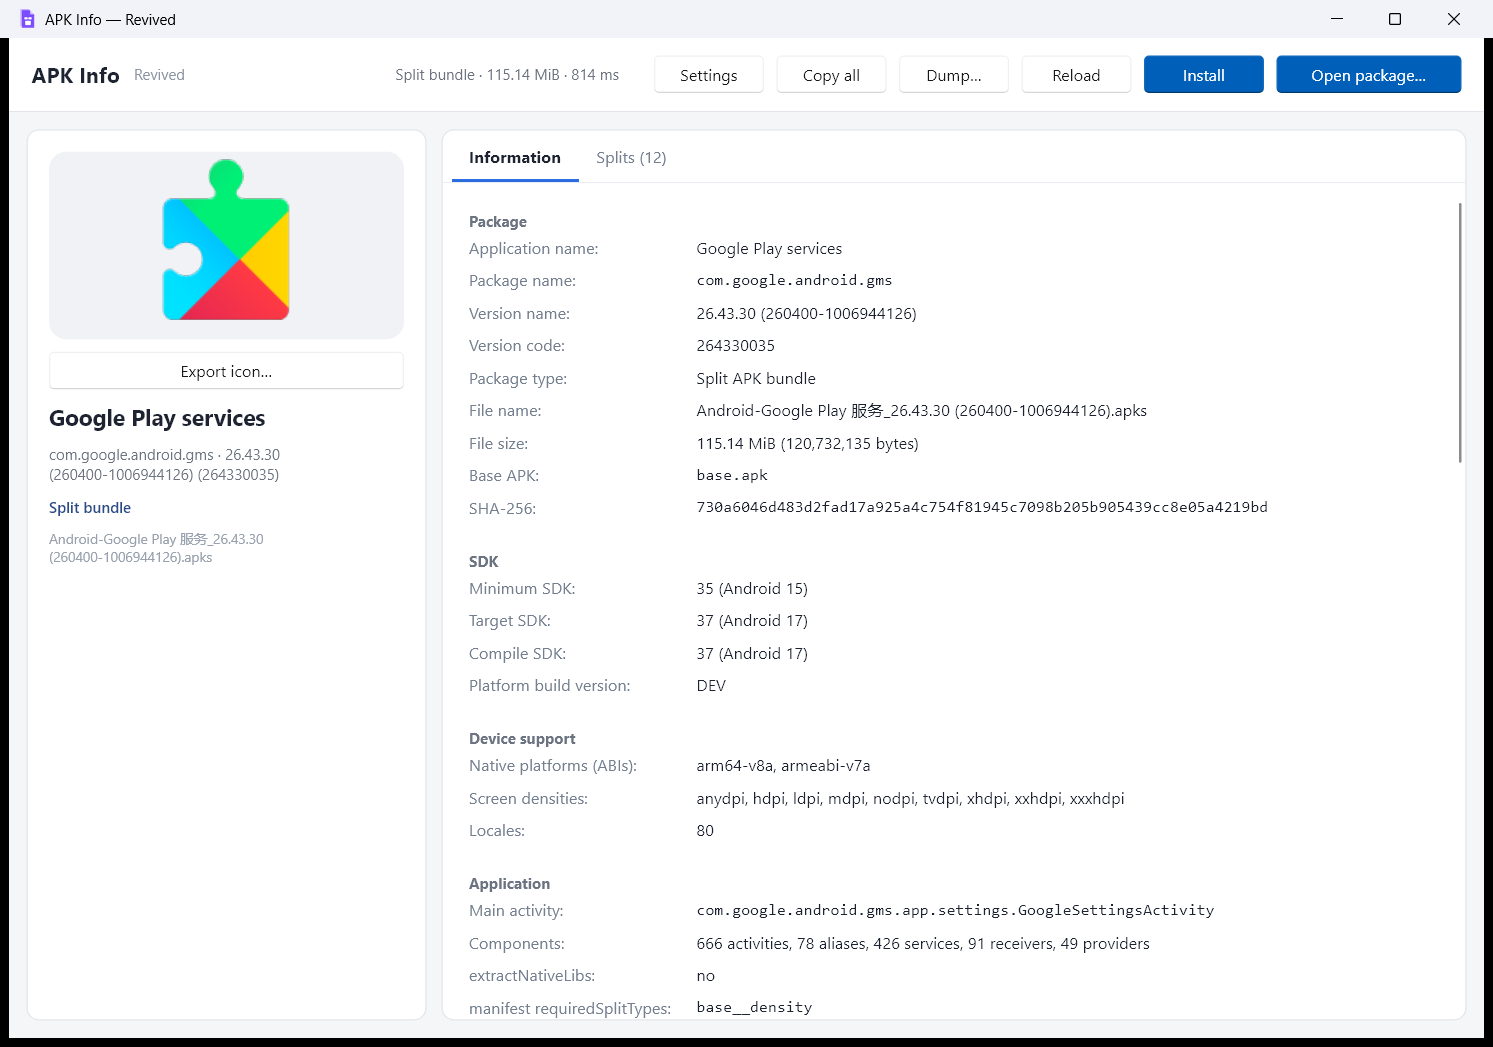 APK Info — Revived
APK Info Revived
Split bundle · 115.14 MiB · 814 ms
Settings
Copy all
Dump...
Reload
Install
Open package...
Export icon...
Google Play services
com.google.android.gms · 26.43.30
(260400-1006944126) (264330035)
Split bundle
Android-Google Play 服务_26.43.30
(260400-1006944126).apks
Information
Splits (12)
Package
Application name: Google Play services
Package name: com.google.android.gms
Version name: 26.43.30 (260400-1006944126)
Version code: 264330035
Package type: Split APK bundle
File name: Android-Google Play 服务_26.43.30 (260400-1006944126).apks
File size: 115.14 MiB (120,732,135 bytes)
Base APK: base.apk
SHA-256: 730a6046d483d2fad17a925a4c754f81945c7098b205b905439cc8e05a4219bd
SDK
Minimum SDK: 35 (Android 15)
Target SDK: 37 (Android 17)
Compile SDK: 37 (Android 17)
Platform build version: DEV
Device support
Native platforms (ABIs): arm64-v8a, armeabi-v7a
Screen densities: anydpi, hdpi, ldpi, mdpi, nodpi, tvdpi, xhdpi, xxhdpi, xxxhdpi
Locales: 80
Application
Main activity: com.google.android.gms.app.settings.GoogleSettingsActivity
Components: 666 activities, 78 aliases, 426 services, 91 receivers, 49 providers
extractNativeLibs: no
manifest requiredSplitTypes: base__density